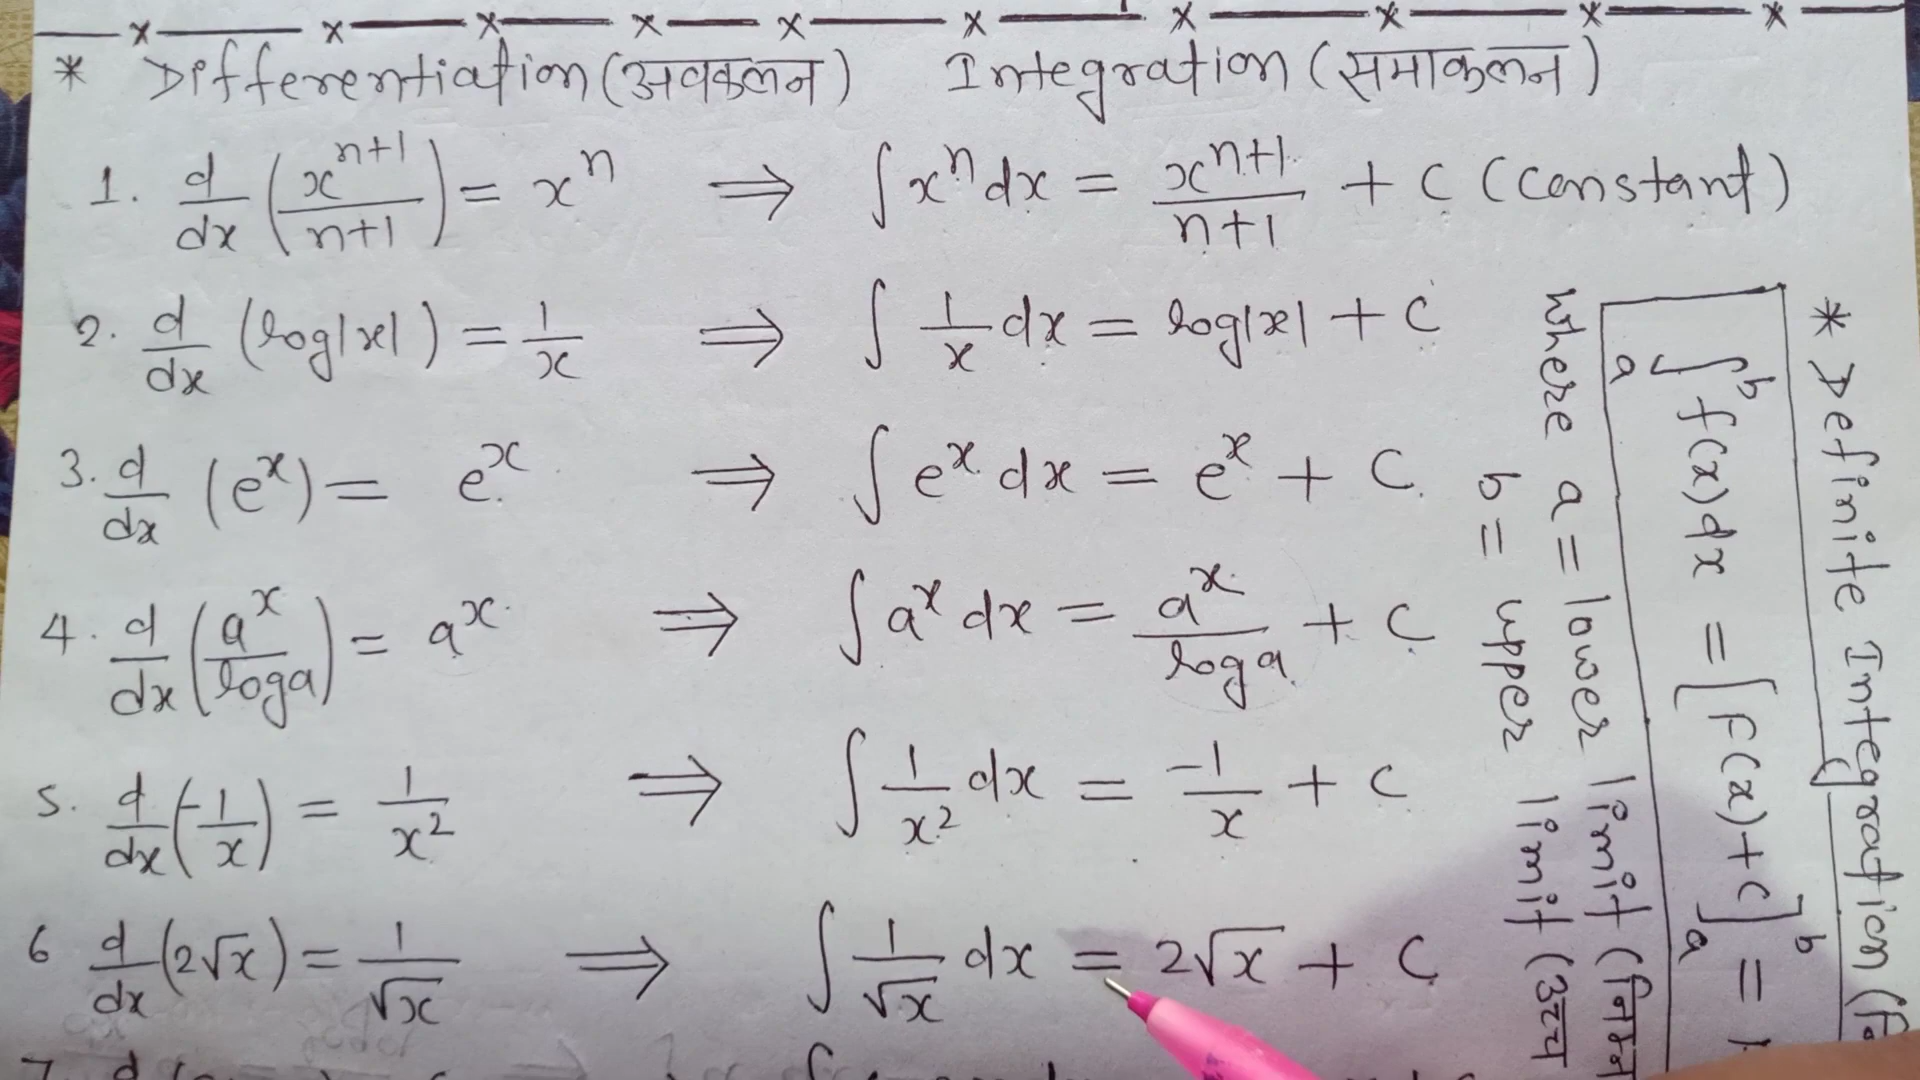 * Differentiation (अवकलन) Integration (समाकलन)
1. d/dx (x^(n+1)/(n+1)) = x^n ⇒ ∫ x^n dx = x^(n+1)/(n+1) + C (Constant)
2. d/dx (log|x|) = 1/x ⇒ ∫ 1/x dx = log|x| + C
3. d/dx (e^x) = e^x ⇒ ∫ e^x dx = e^x + C
4. d/dx (a^x/log a) = a^x ⇒ ∫ a^x dx = a^x/log a + C
5. d/dx (-1/x) = 1/x² ⇒ ∫ 1/x² dx = -1/x + C
6 d/dx (2√x) = 1/√x ⇒ ∫ 1/√x dx = 2√x + C
* Definite Integration (
∫_a^b f(x) dx = [F(x) + C]_a^b =
where a = lower limit (निम्न
b = upper limit (उच्च